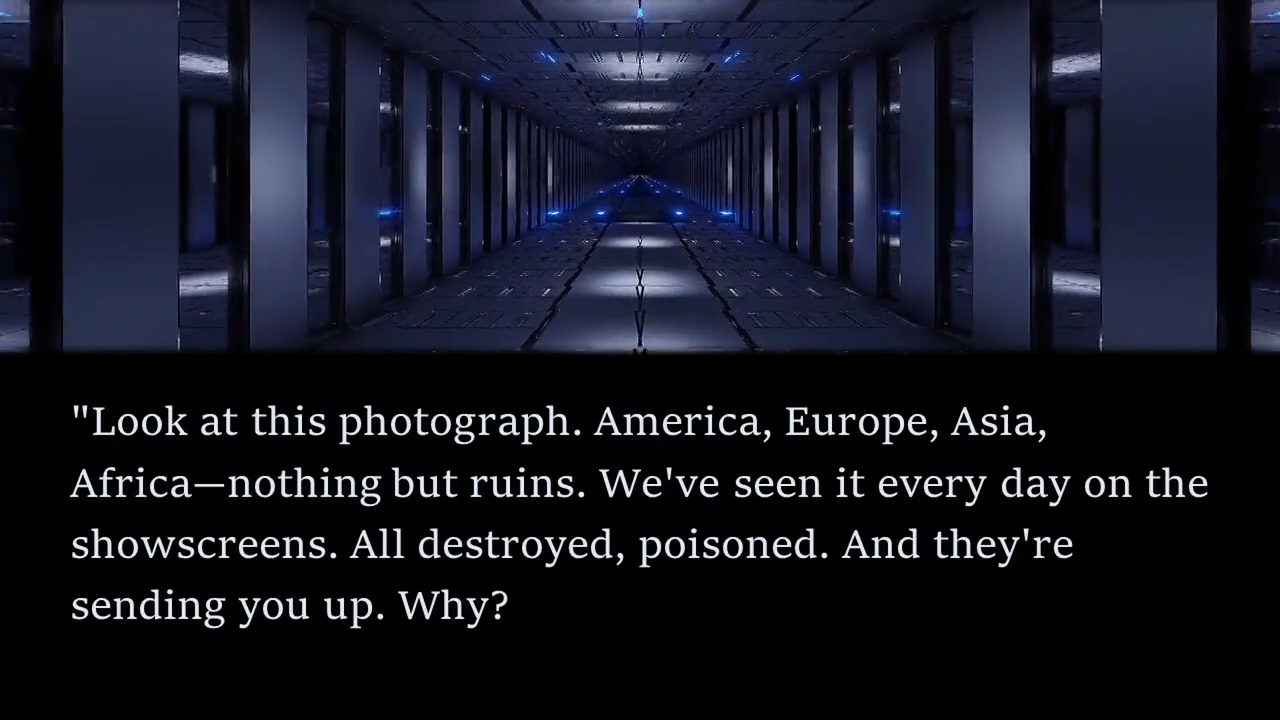 "Look at this photograph. America, Europe, Asia,
Africa—nothing but ruins. We've seen it every day on the
showscreens. All destroyed, poisoned. And they're
sending you up. Why?